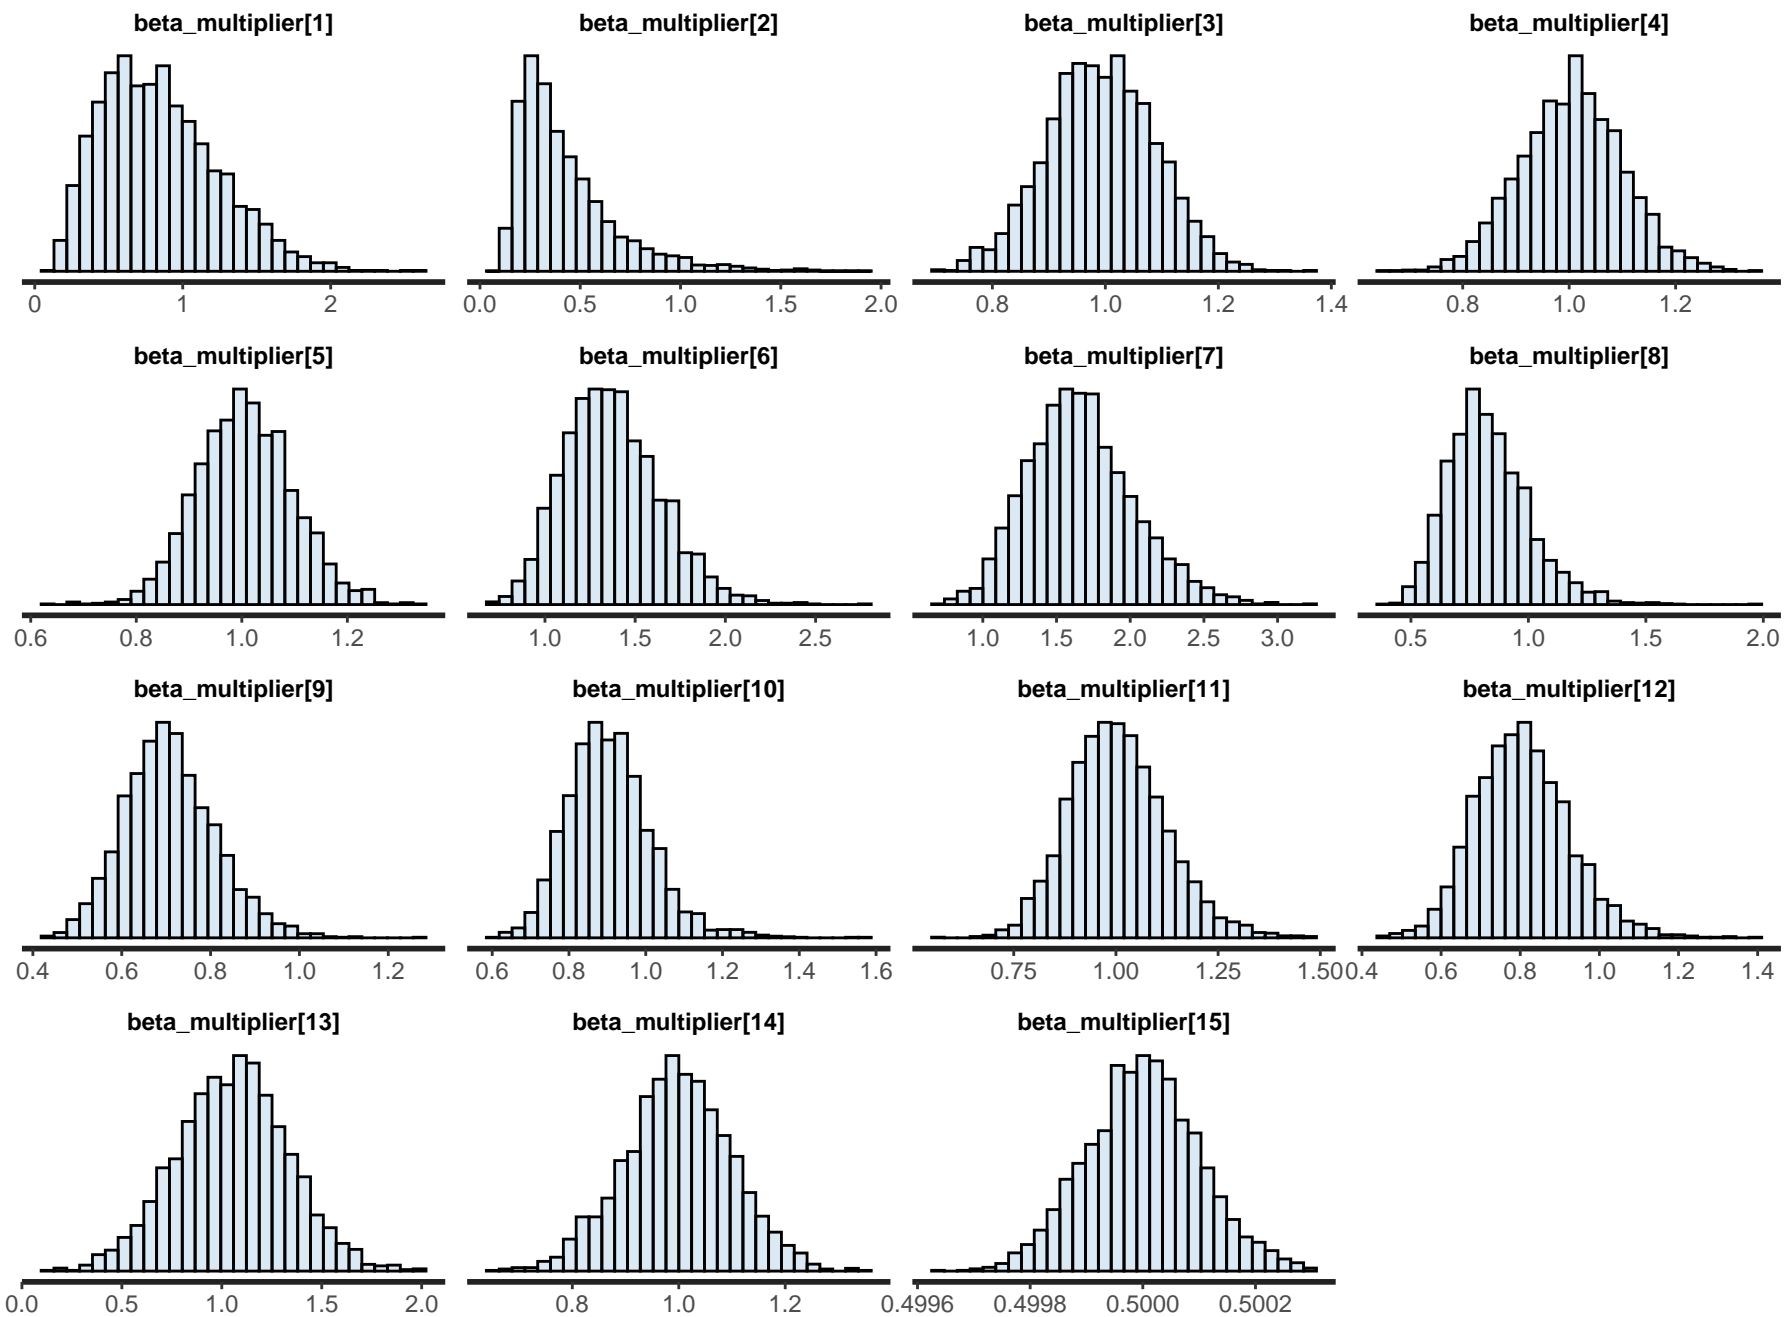 beta_multiplier[1] beta_multiplier[2] beta_multiplier[3] beta_multiplier[4]
0 1 2 0.0 0.5 1.0 1.5 2.0 0.8 1.0 1.2 1.4 0.8 1.0 1.2
beta_multiplier[5] beta_multiplier[6] beta_multiplier[7] beta_multiplier[8]
0.6 0.8 1.0 1.2 1.0 1.5 2.0 2.5 1.0 1.5 2.0 2.5 3.0 0.5 1.0 1.5 2.0
beta_multiplier[9] beta_multiplier[10] beta_multiplier[11] beta_multiplier[12]
0.4 0.6 0.8 1.0 1.2 0.6 0.8 1.0 1.2 1.4 1.6 0.75 1.00 1.25 1.50 0.4 0.6 0.8 1.0 1.2 1.4
beta_multiplier[13] beta_multiplier[14] beta_multiplier[15]
0.0 0.5 1.0 1.5 2.0 0.8 1.0 1.2 0.4996 0.4998 0.5000 0.5002